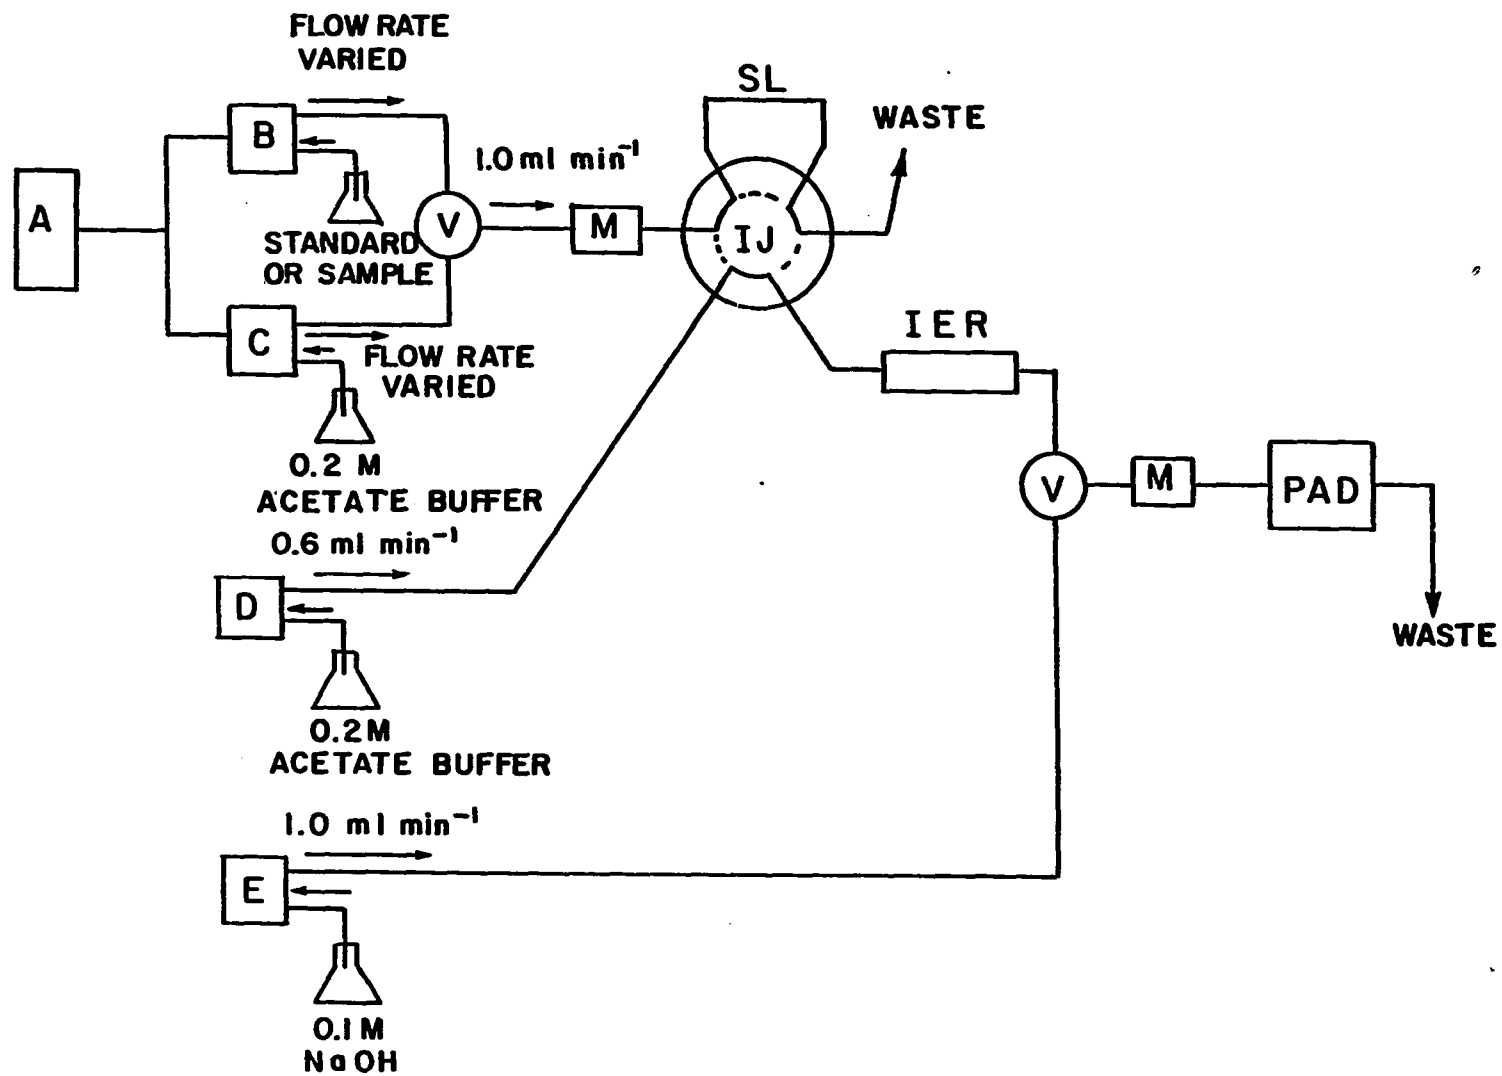 FLOW RATE
VARIED
SL
WASTE
B
1.0 ml min⁻¹
A
V
M
IJ
STANDARD
OR SAMPLE
IER
C
FLOW RATE
VARIED
0.2 M
ACETATE BUFFER
V
M
PAD
0.6 ml min⁻¹
D
WASTE
0.2M
ACETATE BUFFER
1.0 ml min⁻¹
E
0.1M
NaOH